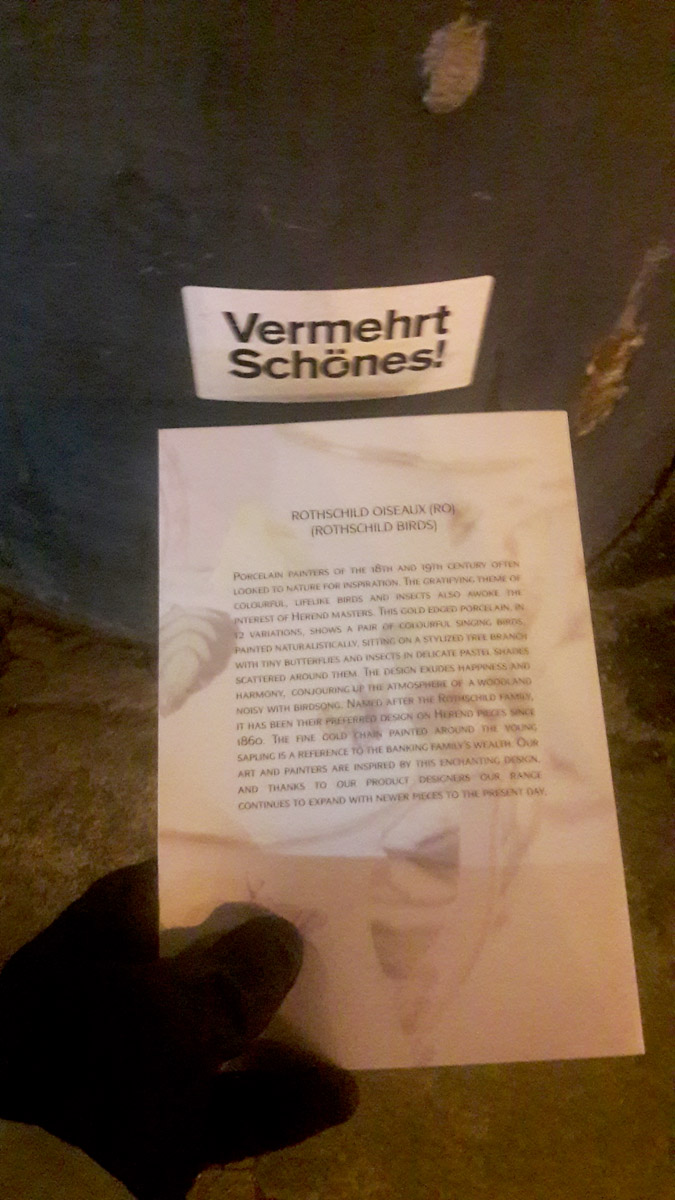 Vermehrt
Schönes!
ROTHSCHILD OISEAUX (RO)
(ROTHSCHILD BIRDS)
PORCELAIN PAINTERS OF THE 18TH AND 19TH CENTURY OFTEN
LOOKED TO NATURE FOR INSPIRATION. THE GRATIFYING THEME OF
COLOURFUL, LIFELIKE BIRDS AND INSECTS ALSO AWOKE THE
INTEREST OF HEREND MASTERS. THIS GOLD EDGED PORCELAIN, IN
12 VARIATIONS, SHOWS A PAIR OF COLOURFUL SINGING BIRDS,
PAINTED NATURALISTICALLY, SITTING ON A STYLIZED TREE BRANCH
WITH TINY BUTTERFLIES AND INSECTS IN DELICATE PASTEL SHADES
SCATTERED AROUND THEM. THE DESIGN EXUDES HAPPINESS AND
HARMONY, CONJOURING UP THE ATMOSPHERE OF A WOODLAND
NOISY WITH BIRDSONG. NAMED AFTER THE ROTHSCHILD FAMILY,
IT HAS BEEN THEIR PREFERRED DESIGN ON HEREND PIECES SINCE
1860. THE FINE GOLD CHAIN PAINTED AROUND THE YOUNG
SAPLING IS A REFERENCE TO THE BANKING FAMILY'S WEALTH. OUR
ART AND PAINTERS ARE INSPIRED BY THIS ENCHANTING DESIGN,
AND THANKS TO OUR PRODUCT DESIGNERS OUR RANGE
CONTINUES TO EXPAND WITH NEWER PIECES TO THE PRESENT DAY.